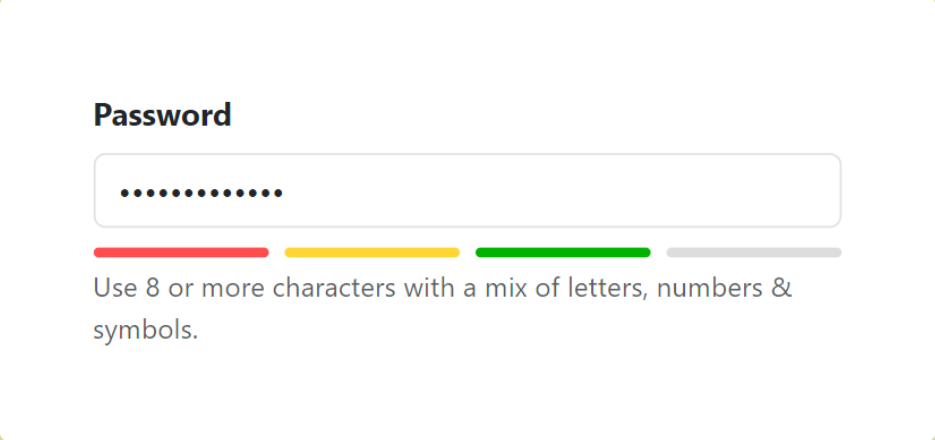 Password
•••••••••••••
Use 8 or more characters with a mix of letters, numbers &
symbols.